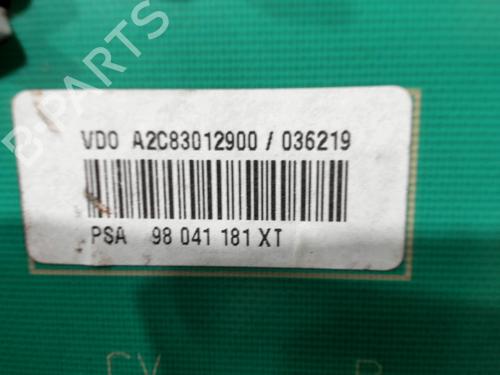 VDO A2C83012900 / 036219
PSA 98 041 181 XT
B-PARTS